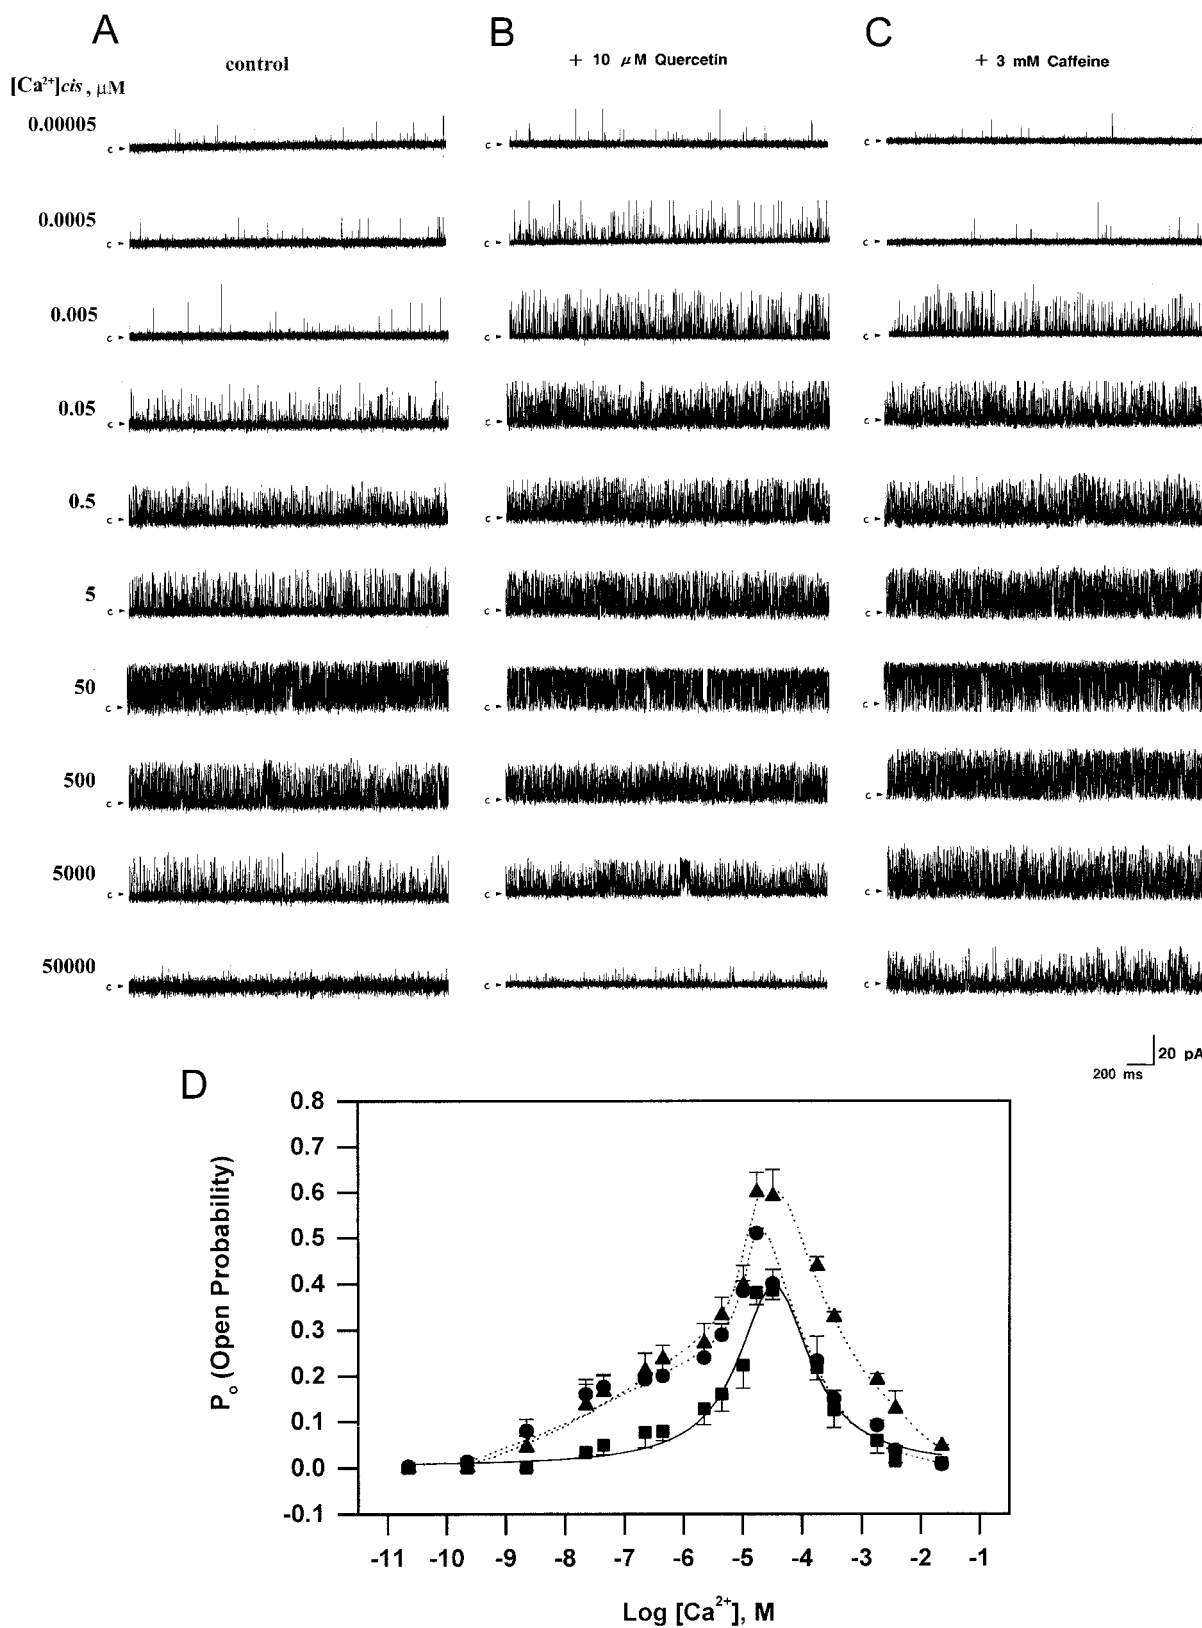 A
B
C
control
+ 10 μM Quercetin
+ 3 mM Caffeine
[Ca²⁺]cis, μM
0.00005
c
c
c
0.0005
c
c
c
0.005
c
c
c
0.05
c
c
c
0.5
c
c
c
5
c
c
c
50
c
c
c
500
c
c
c
5000
c
c
c
50000
c
c
c
20 pA
200 ms
D
0.8
0.7
0.6
0.5
0.4
0.3
0.2
0.1
0.0
-0.1
Pₒ (Open Probability)
-11 -10 -9 -8 -7 -6 -5 -4 -3 -2 -1
Log [Ca²⁺], M